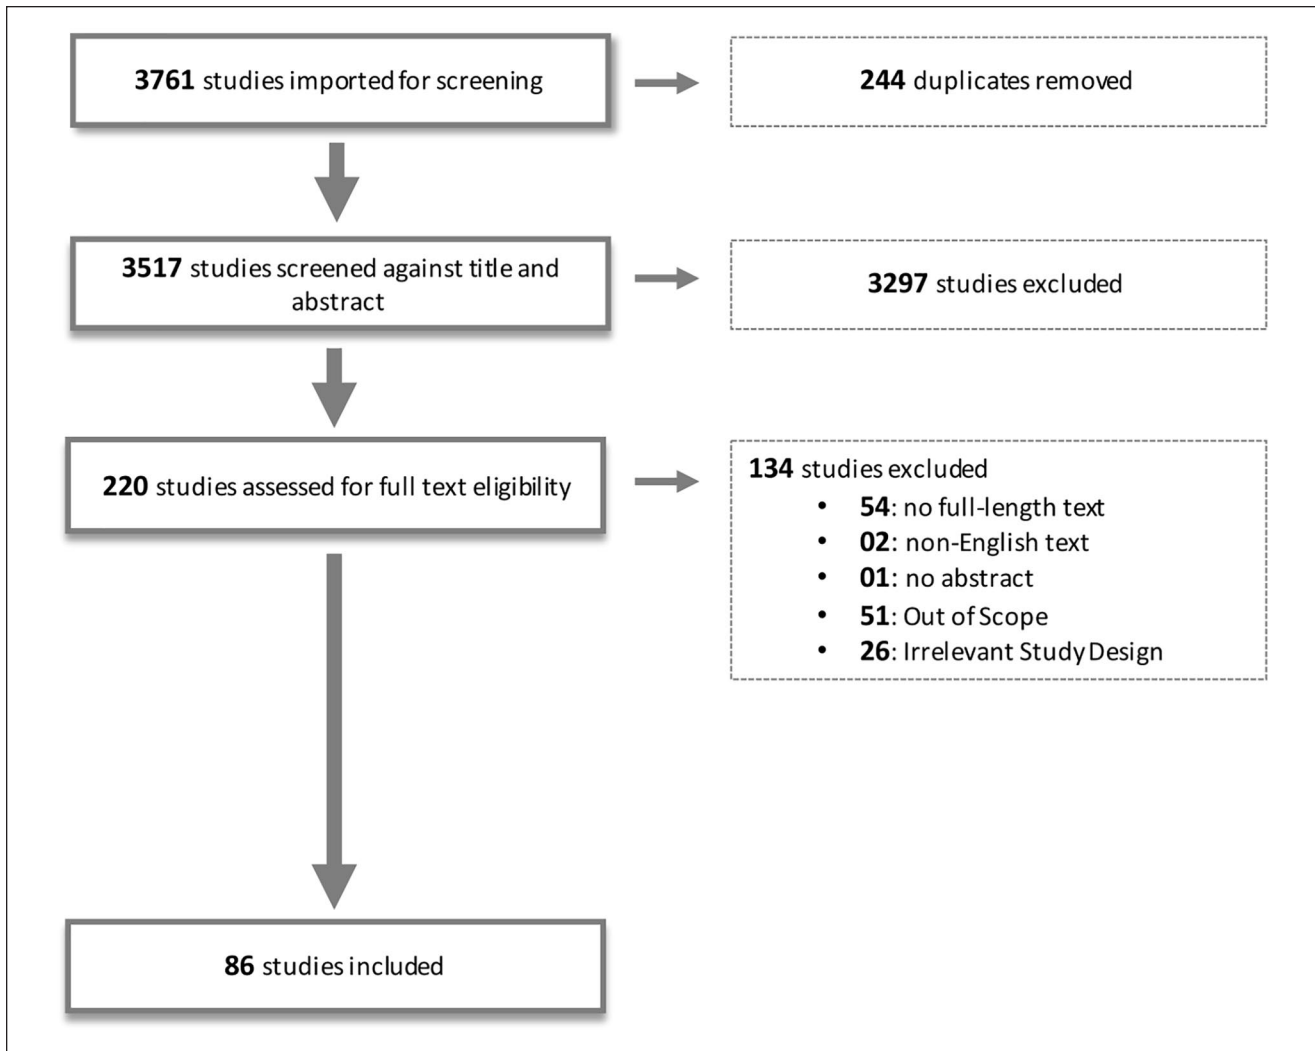 3761 studies imported for screening
244 duplicates removed
3517 studies screened against title and
abstract
3297 studies excluded
220 studies assessed for full text eligibility
134 studies excluded
• 54: no full-length text
• 02: non-English text
• 01: no abstract
• 51: Out of Scope
• 26: Irrelevant Study Design
86 studies included